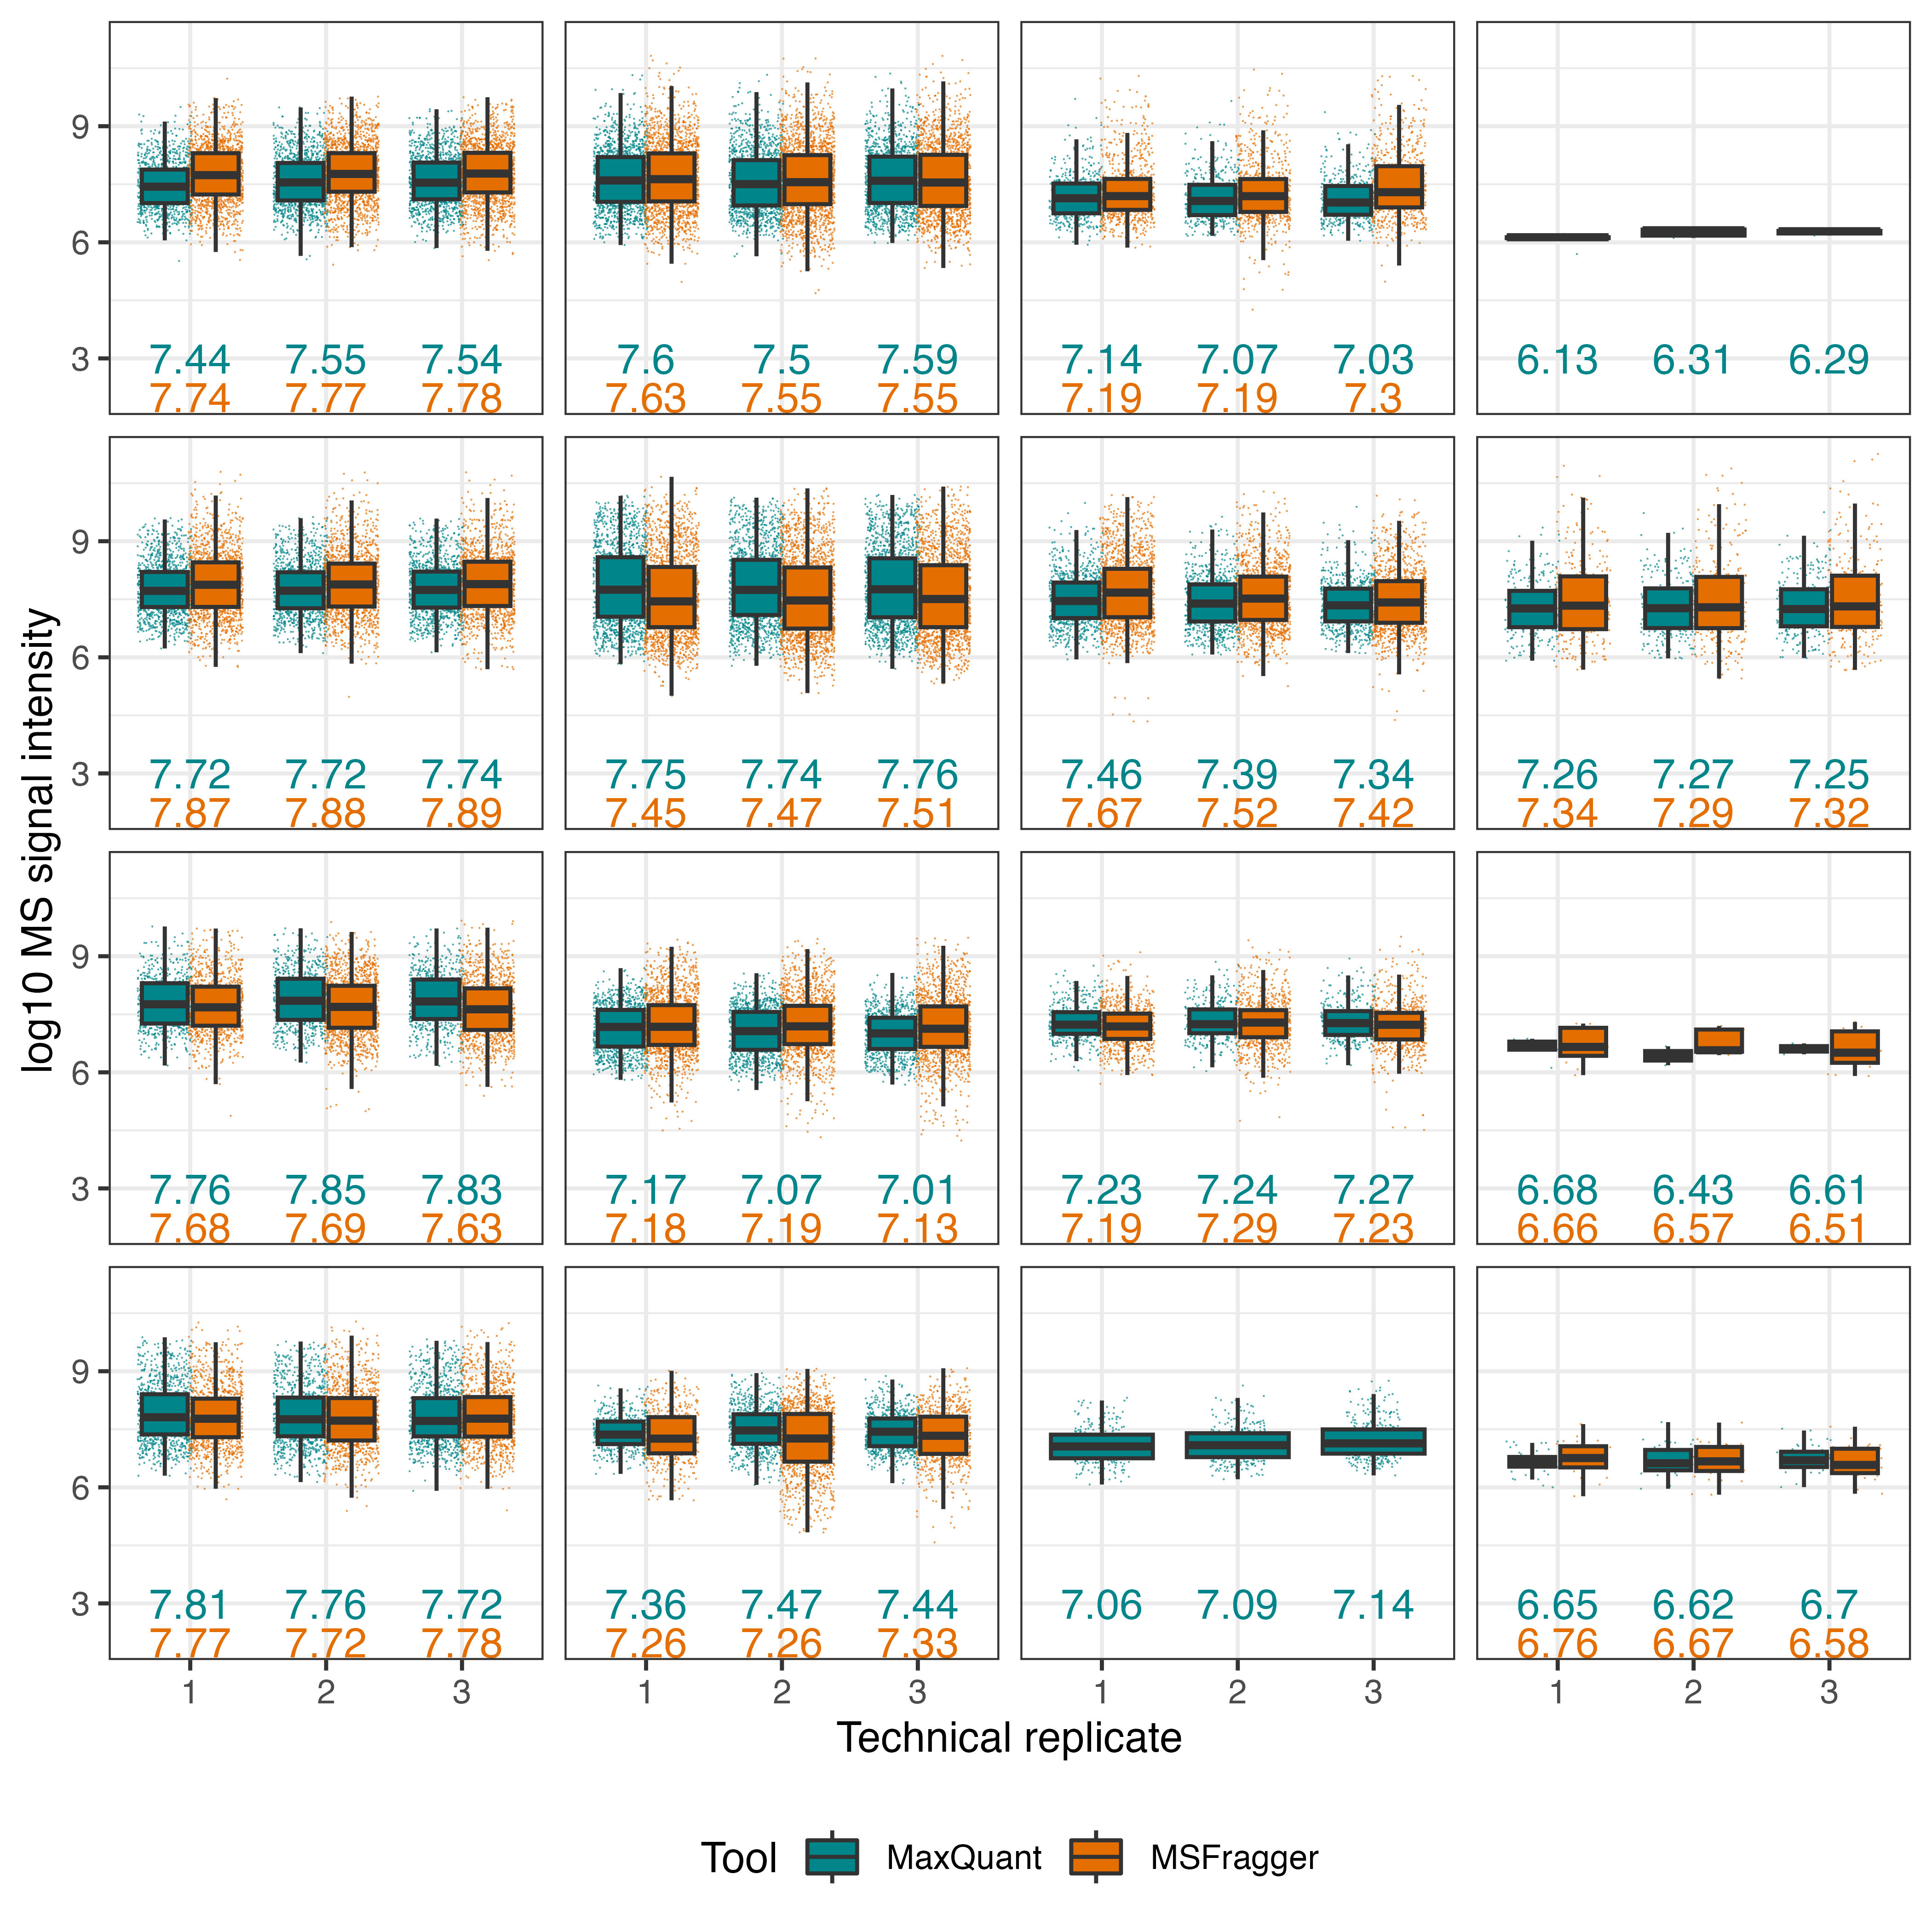 9
6
3
7.44 7.55 7.54
7.74 7.77 7.78
7.6 7.5 7.59
7.63 7.55 7.55
7.14 7.07 7.03
7.19 7.19 7.3
6.13 6.31 6.29
9
6
3
7.72 7.72 7.74
7.87 7.88 7.89
7.75 7.74 7.76
7.45 7.47 7.51
7.46 7.39 7.34
7.67 7.52 7.42
7.26 7.27 7.25
7.34 7.29 7.32
log10 MS signal intensity
9
6
3
7.76 7.85 7.83
7.68 7.69 7.63
7.17 7.07 7.01
7.18 7.19 7.13
7.23 7.24 7.27
7.19 7.29 7.23
6.68 6.43 6.61
6.66 6.57 6.51
9
6
3
7.81 7.76 7.72
7.77 7.72 7.78
7.36 7.47 7.44
7.26 7.26 7.33
7.06 7.09 7.14
6.65 6.62 6.7
6.76 6.67 6.58
1 2 3 1 2 3 1 2 3 1 2 3
Technical replicate
Tool MaxQuant MSFragger